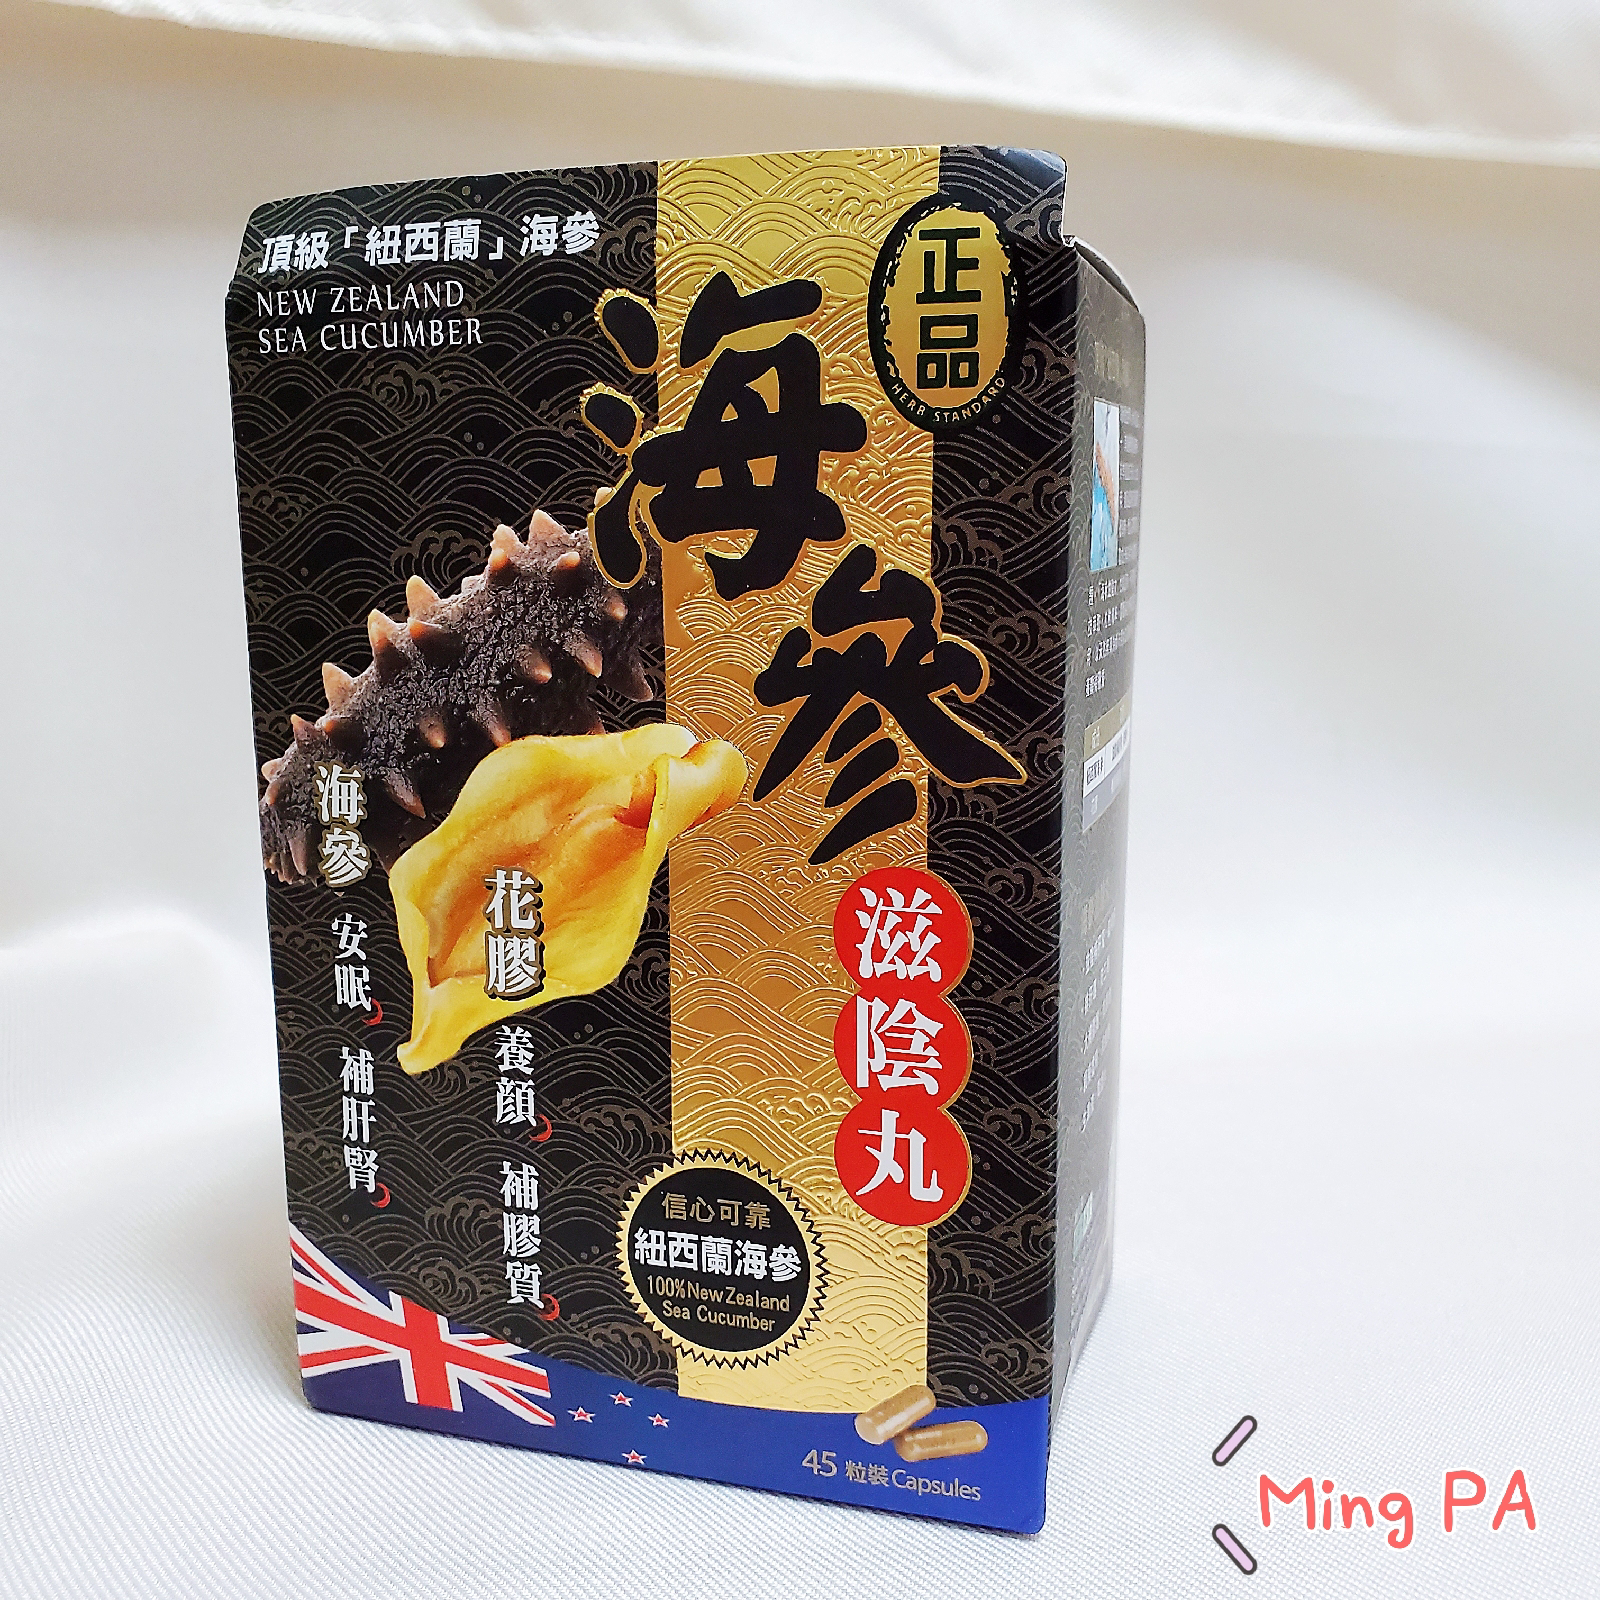 頂級「紐西蘭」海參
NEW ZEALAND
SEA CUCUMBER
正品
HERB STANDARD
海參
滋陰丸
海參 安眠 補肝腎
花膠 養顏 補膠質
信心可靠
紐西蘭海參
100% New Zealand
Sea Cucumber
45 粒裝 Capsules
Ming PA